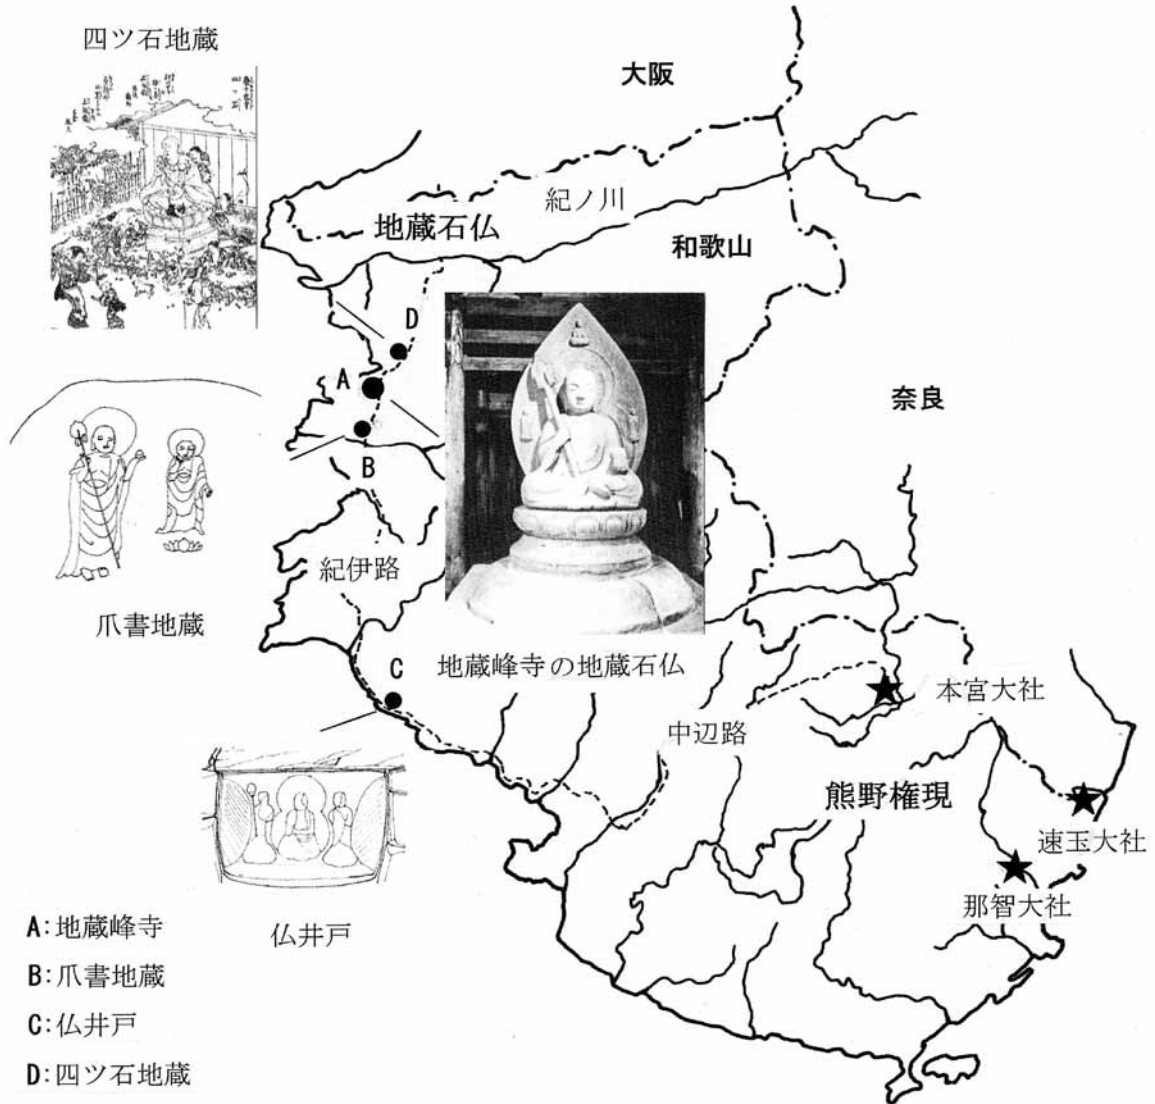 四ツ石地蔵
大阪
紀ノ川
地蔵石仏
和歌山
D
A
奈良
B
紀伊路
爪書地蔵
C
地蔵峰寺の地蔵石仏
本宮大社
中辺路
熊野権現
速玉大社
那智大社
仏井戸
A:地蔵峰寺
B:爪書地蔵
C:仏井戸
D:四ツ石地蔵